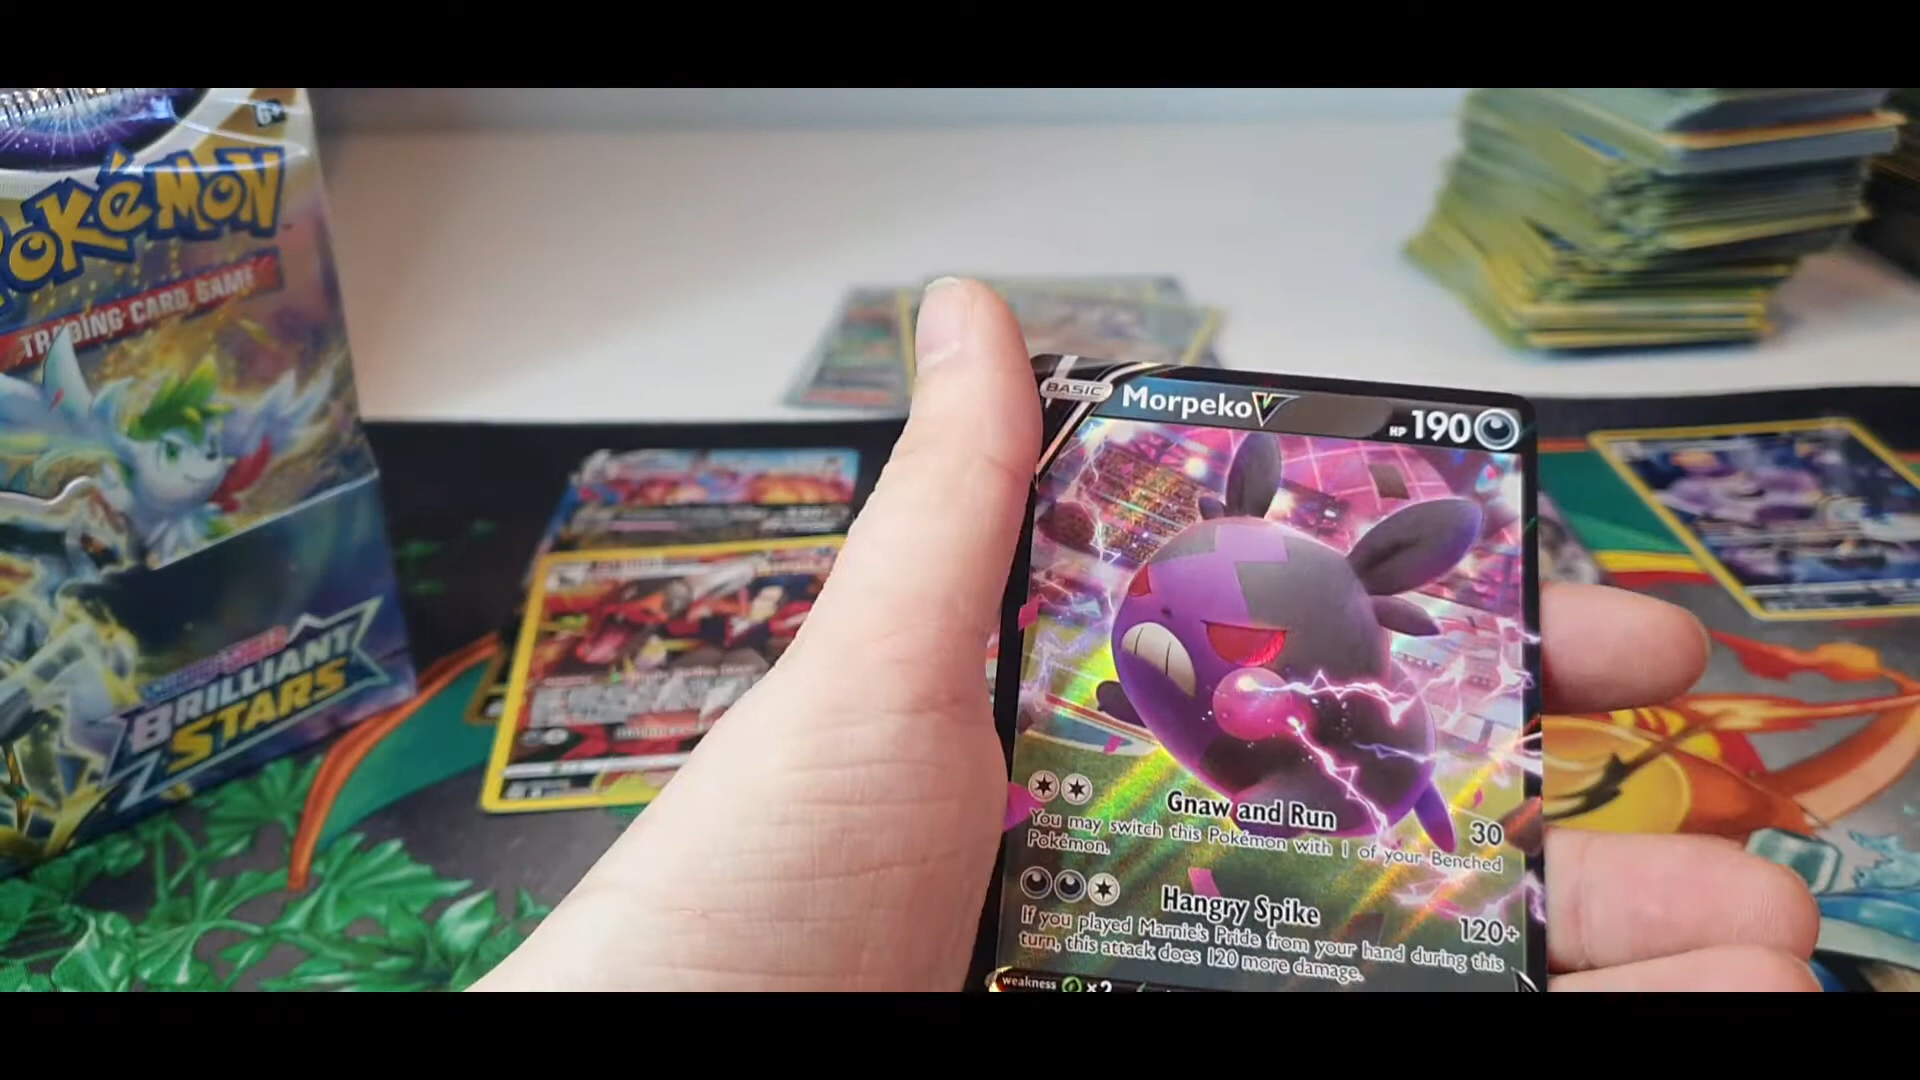 POKéMON
TRADING CARD GAME
BRILLIANT
STARS
BASIC
Morpeko V
HP 190
Gnaw and Run 30
You may switch this Pokémon with 1 of your Benched
Pokémon.
Hangry Spike 120+
If you played Marnie's Pride from your hand during this
turn, this attack does 120 more damage.
weakness ×2